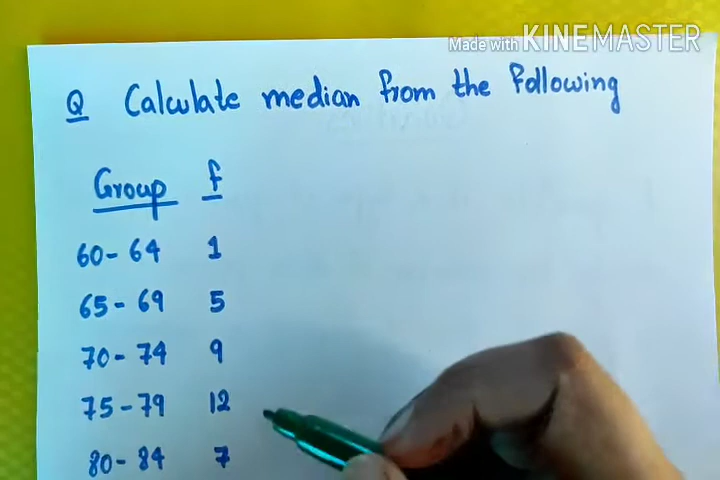 Made with KINEMASTER
Q Calculate median from the following
Group f
60-64 1
65-69 5
70-74 9
75-79 12
80-84 7